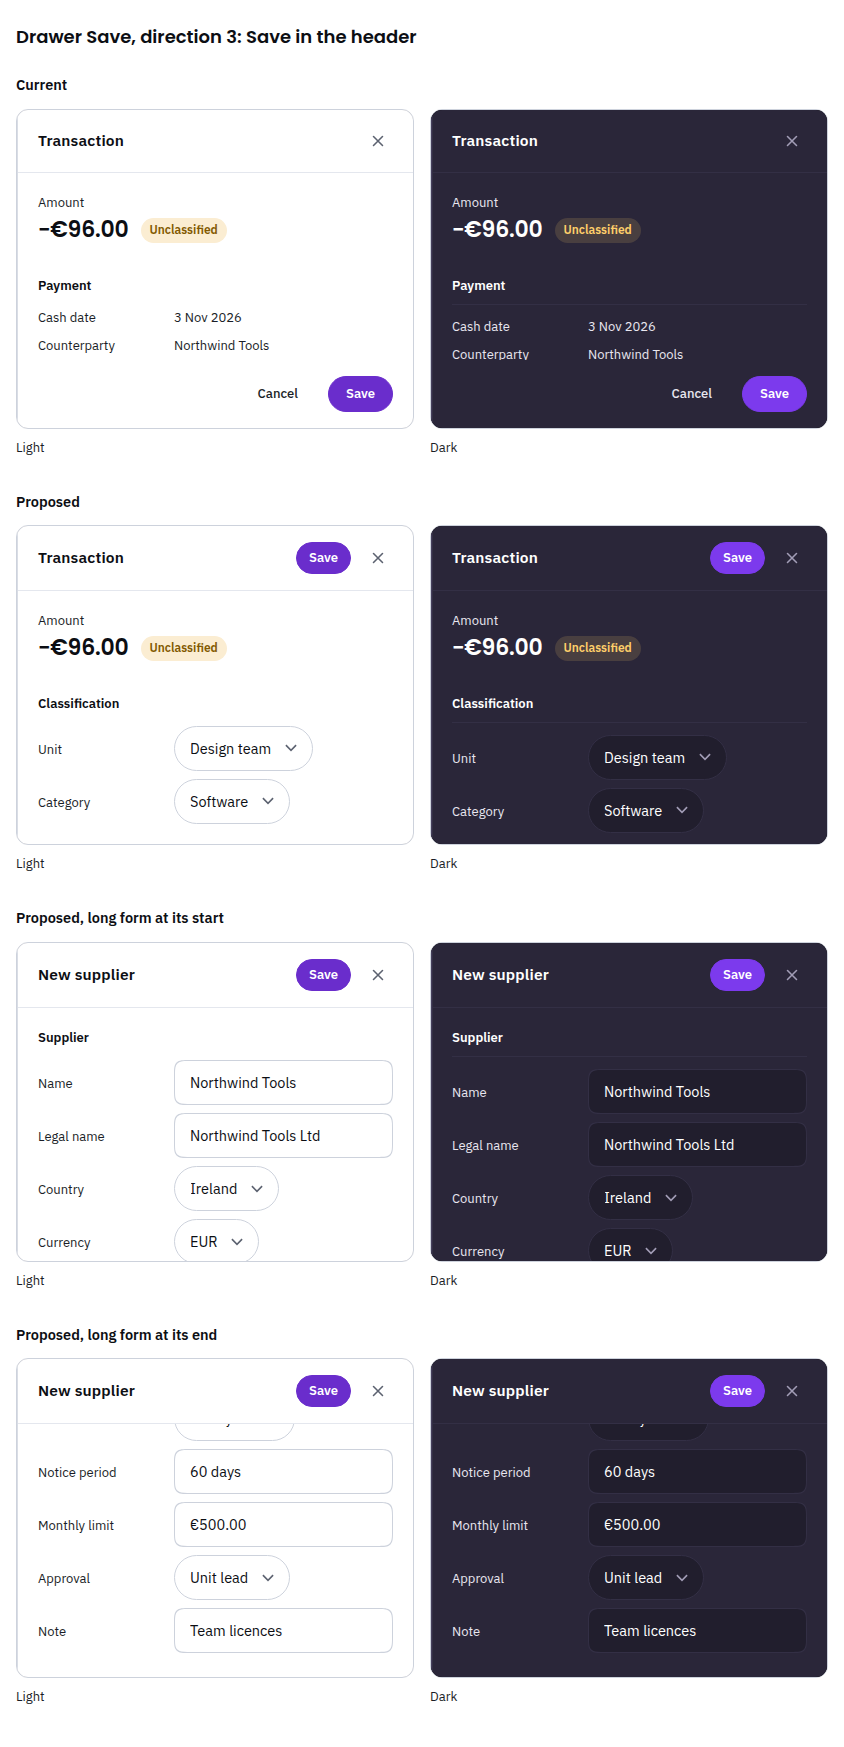 Drawer Save, direction 3: Save in the header
Current
Transaction
Amount
−€96.00 Unclassified
Payment
Cash date 3 Nov 2026
Counterparty Northwind Tools
Cancel Save
Light
Transaction
Amount
−€96.00 Unclassified
Payment
Cash date 3 Nov 2026
Counterparty Northwind Tools
Cancel Save
Dark
Proposed
Transaction Save
Amount
−€96.00 Unclassified
Classification
Unit Design team
Category Software
Light
Transaction Save
Amount
−€96.00 Unclassified
Classification
Unit Design team
Category Software
Dark
Proposed, long form at its start
New supplier Save
Supplier
Name Northwind Tools
Legal name Northwind Tools Ltd
Country Ireland
Currency EUR
Light
New supplier Save
Supplier
Name Northwind Tools
Legal name Northwind Tools Ltd
Country Ireland
Currency EUR
Dark
Proposed, long form at its end
New supplier Save
Notice period 60 days
Monthly limit €500.00
Approval Unit lead
Note Team licences
Light
New supplier Save
Notice period 60 days
Monthly limit €500.00
Approval Unit lead
Note Team licences
Dark